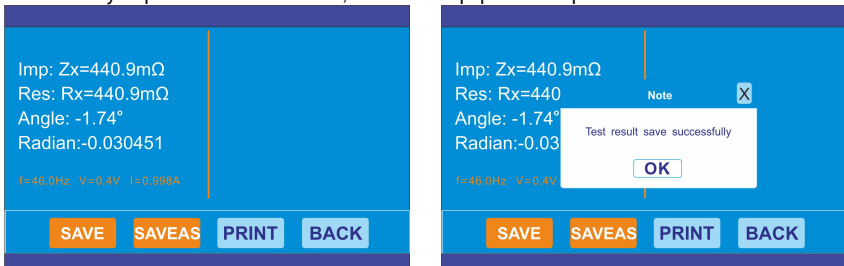 Imp: Zx=440.9mΩ
Res: Rx=440.9mΩ
Angle: -1.74°
Radian:-0.030451
f=46.0Hz V=0.4V I=0.998A
SAVE SAVEAS PRINT BACK
Imp: Zx=440.9mΩ
Res: Rx=440
Angle: -1.74°
Radian:-0.03
f=46.0Hz V=0.4V
Note X
Test result save successfully
OK
SAVE SAVEAS PRINT BACK